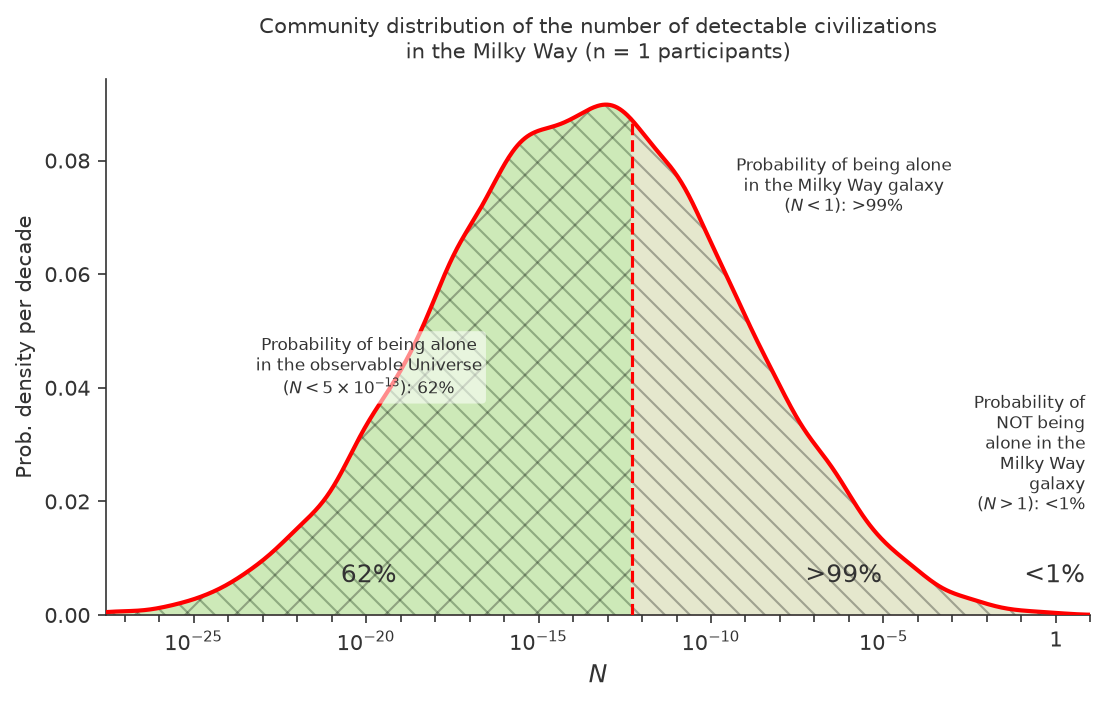 Community distribution of the number of detectable civilizations
in the Milky Way (n = 1 participants)
Prob. density per decade
0.08
0.06
0.04
0.02
0.00
Probability of being alone
in the Milky Way galaxy
(N < 1): >99%
Probability of being alone
in the observable Universe
(N < 5 × 10⁻¹³): 62%
Probability of
NOT being
alone in the
Milky Way
galaxy
(N > 1): <1%
62%
>99%
<1%
10⁻²⁵
10⁻²⁰
10⁻¹⁵
10⁻¹⁰
10⁻⁵
1
N